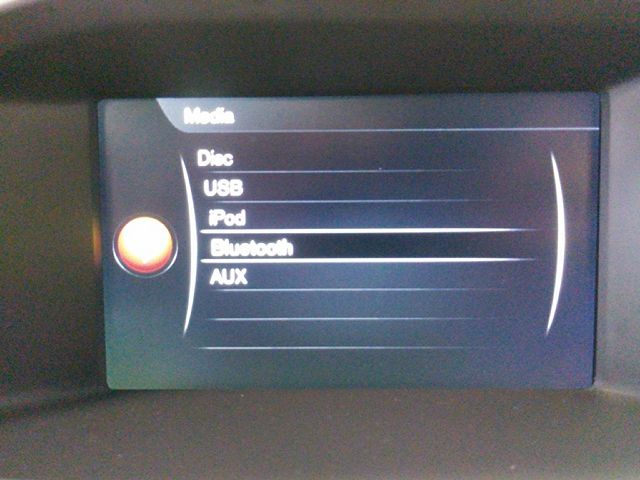 Media
Disc
USB
iPod
Bluetooth
AUX